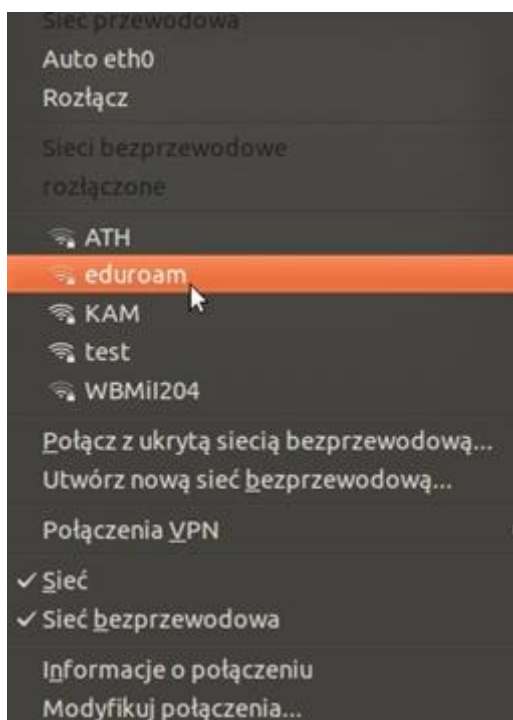 Sieć przewodowa
Auto eth0
Rozłącz
Sieci bezprzewodowe
rozłączone
ATH
eduroam
KAM
test
WBMiI204
Połącz z ukrytą siecią bezprzewodową...
Utwórz nową sieć bezprzewodową...
Połączenia VPN
Sieć
Sieć bezprzewodowa
Informacje o połączeniu
Modyfikuj połączenia...